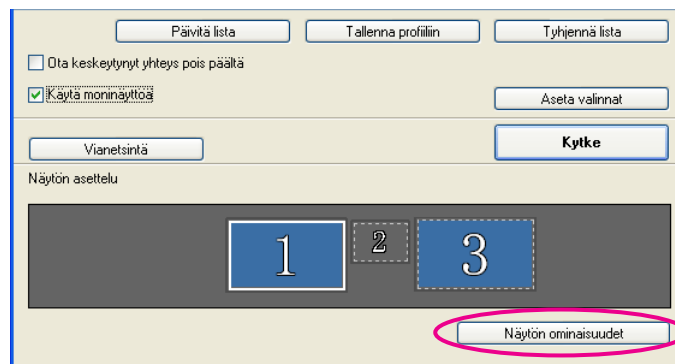 Päivitä lista Tallenna profiiliin Tyhjennä lista
Ota keskeytynyt yhteys pois päältä
Käytä moninäyttöä
Aseta valinnat
Vianetsintä Kytke
Näytön asettelu
1 2 3
Näytön ominaisuudet